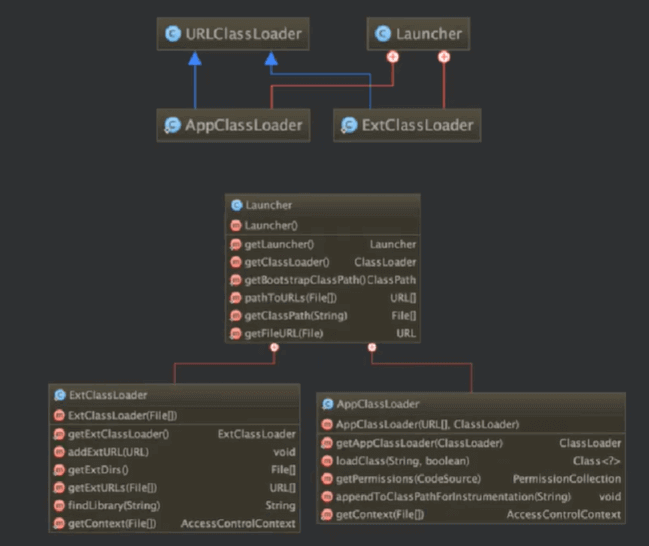 URLClassLoader
Launcher
AppClassLoader
ExtClassLoader
Launcher
Launcher()
getLauncher() Launcher
getClassLoader() ClassLoader
getBootstrapClassPath() ClassPath
pathToURLs(File[]) URL[]
getClassPath(String) File[]
getFileURL(File) URL
ExtClassLoader
ExtClassLoader(File[])
getExtClassLoader() ExtClassLoader
addExtURL(URL) void
getExtDirs() File[]
getExtURLs(File[]) URL[]
findLibrary(String) String
getContext(File[]) AccessControlContext
AppClassLoader
AppClassLoader(URL[], ClassLoader)
getAppClassLoader(ClassLoader) ClassLoader
loadClass(String, boolean) Class<?>
getPermissions(CodeSource) PermissionCollection
appendToClassPathForInstrumentation(String) void
getContext(File[]) AccessControlContext